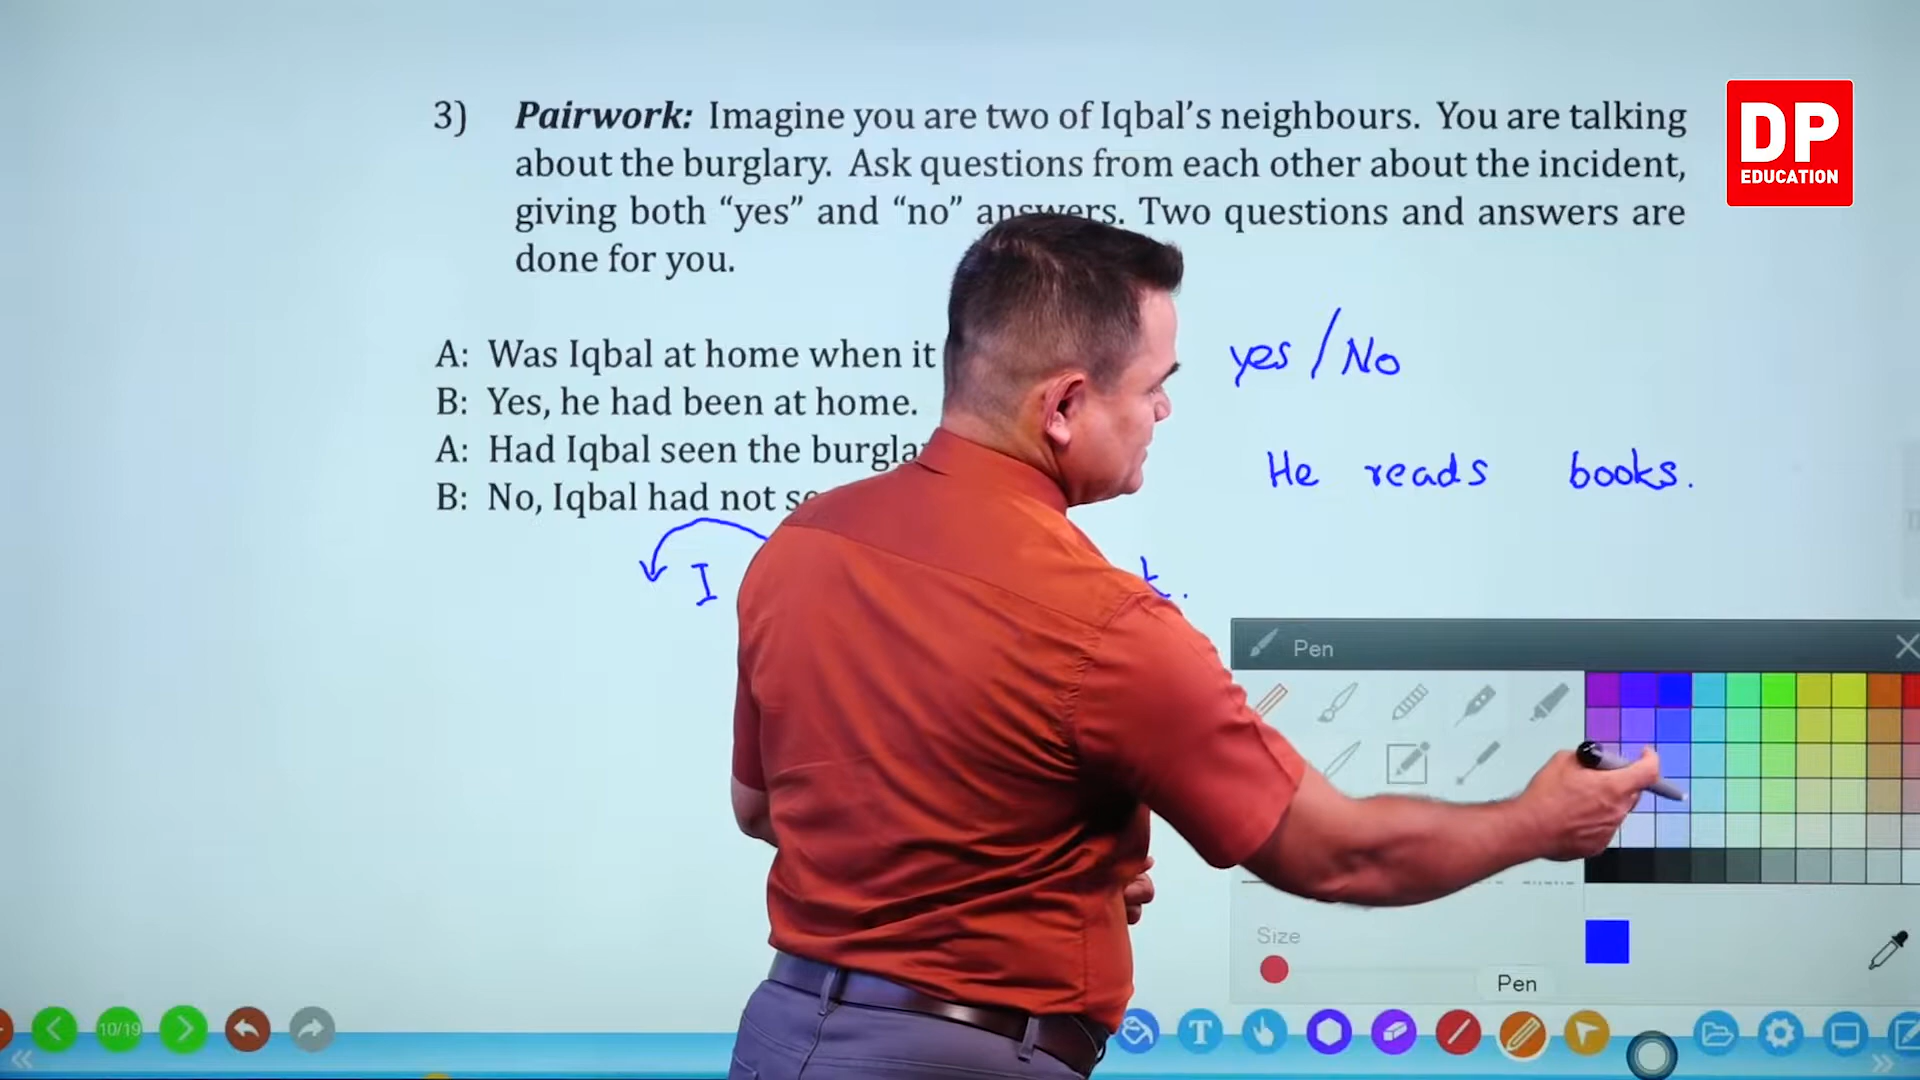 3) Pairwork: Imagine you are two of Iqbal's neighbours. You are talking
about the burglary. Ask questions from each other about the incident,
giving both “yes” and “no” answers. Two questions and answers are
done for you.
DP
EDUCATION
A: Was Iqbal at home when it
B: Yes, he had been at home.
A: Had Iqbal seen the
B: No, Iqbal had not
yes / No
He reads books.
I
Pen
Size
Pen
10/19
T